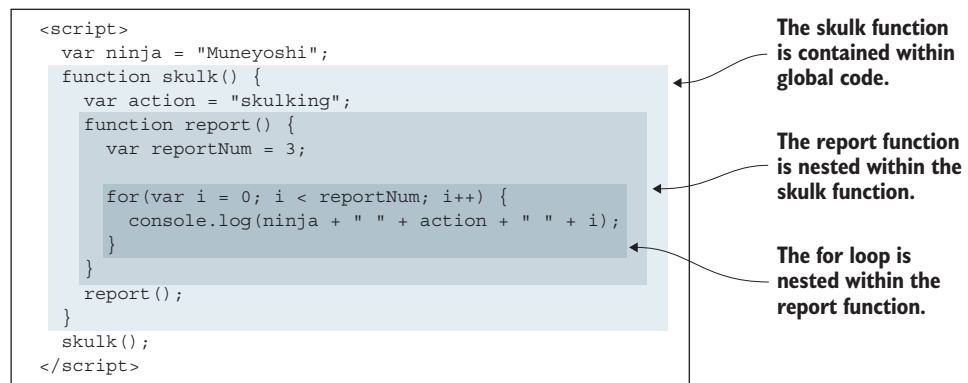 <script>
  var ninja = "Muneyoshi";
  function skulk() {
    var action = "skulking";
    function report() {
      var reportNum = 3;

      for(var i = 0; i < reportNum; i++) {
        console.log(ninja + " " + action + " " + i);
      }
    }
    report();
  }
  skulk();
</script>
The skulk function
is contained within
global code.
The report function
is nested within the
skulk function.
The for loop is
nested within the
report function.